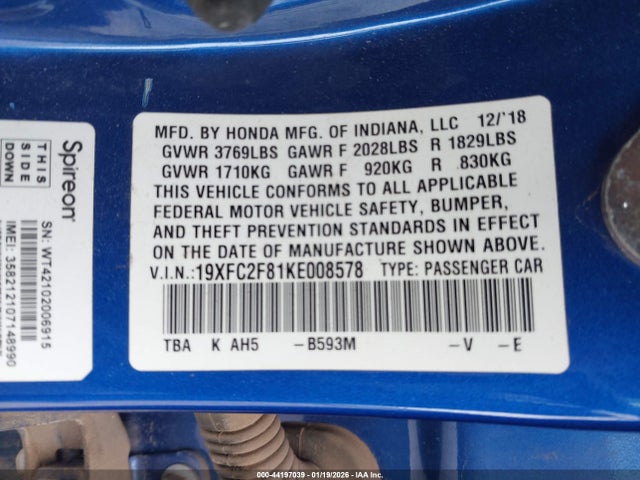 MFD. BY HONDA MFG. OF INDIANA, LLC 12/'18
GVWR 3769LBS GAWR F 2028LBS R 1829LBS
GVWR 1710KG GAWR F 920KG R 830KG
THIS VEHICLE CONFORMS TO ALL APPLICABLE
FEDERAL MOTOR VEHICLE SAFETY, BUMPER,
AND THEFT PREVENTION STANDARDS IN EFFECT
ON THE DATE OF MANUFACTURE SHOWN ABOVE.
V.I.N.:19XFC2F81KE008578 TYPE: PASSENGER CAR
TBA K AH5 -B593M -V -E
Spireon
THIS
SIDE
DOWN
SN: WT42102006915
IMEI: 358212107148990
000-44197039 - 01/19/2026 - IAA Inc.